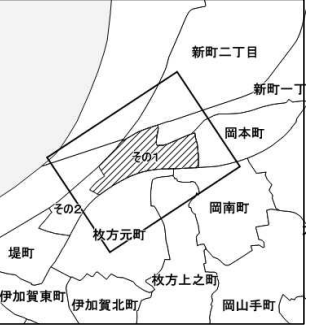 新町二丁目
新町一丁
岡本町
その1
その2
岡南町
枚方元町
堤町
枚方上之町
伊加賀東町
伊加賀北町
岡山手町